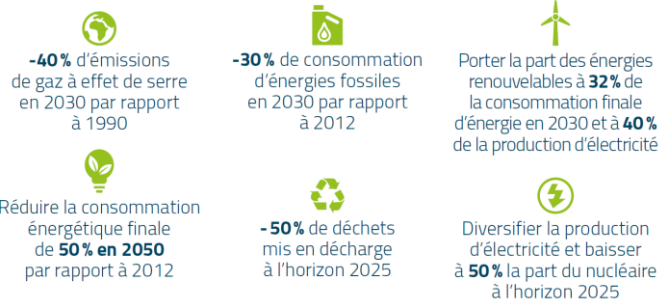 -40 % d'émissions
de gaz à effet de serre
en 2030 par rapport
à 1990
-30 % de consommation
d'énergies fossiles
en 2030 par rapport
à 2012
Porter la part des énergies
renouvelables à 32 % de
la consommation finale
d'énergie en 2030 et à 40 %
de la production d'électricité
Réduire la consommation
énergétique finale
de 50 % en 2050
par rapport à 2012
- 50 % de déchets
mis en décharge
à l'horizon 2025
Diversifier la production
d'électricité et baisser
à 50 % la part du nucléaire
à l'horizon 2025